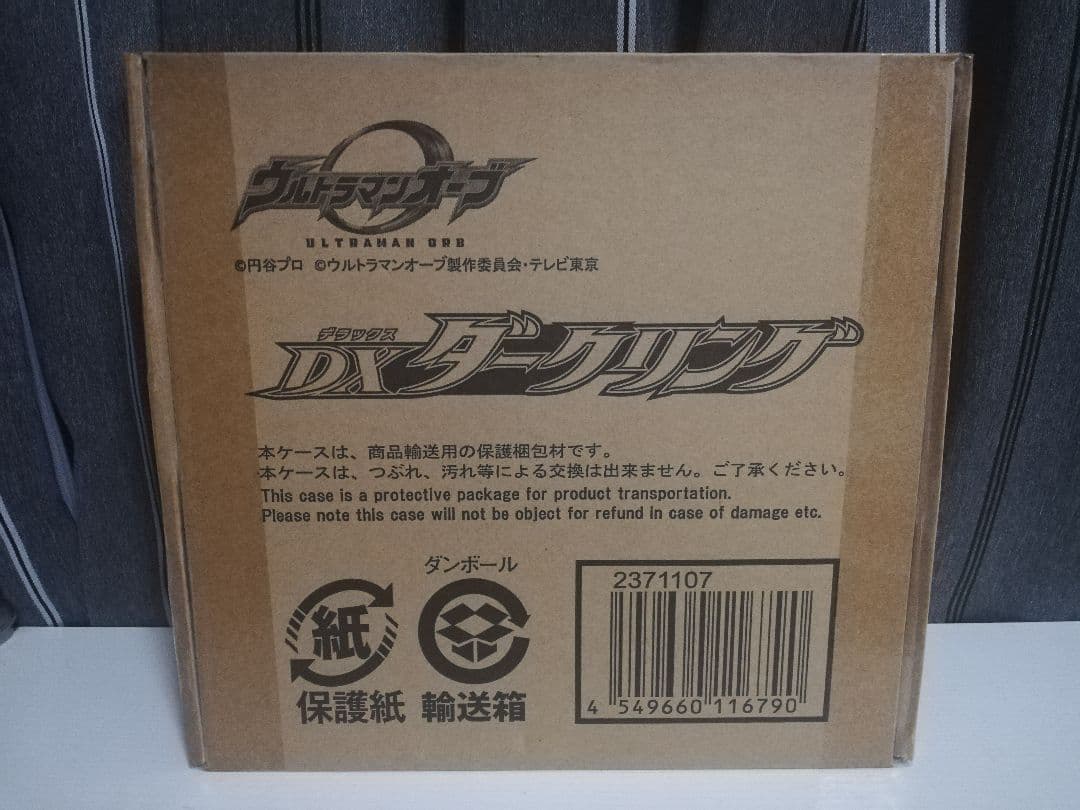 ウルトラマンオーブ
ULTRAMAN ORB
©円谷プロ ©ウルトラマンオーブ製作委員会・テレビ東京
デラックス
DXダークリング
本ケースは、商品輸送用の保護梱包材です。
本ケースは、つぶれ、汚れ等による交換は出来ません。ご了承ください。
This case is a protective package for product transportation.
Please note this case will not be object for refund in case of damage etc.
ダンボール
紙
保護紙 輸送箱
2371107
4 549660 116790